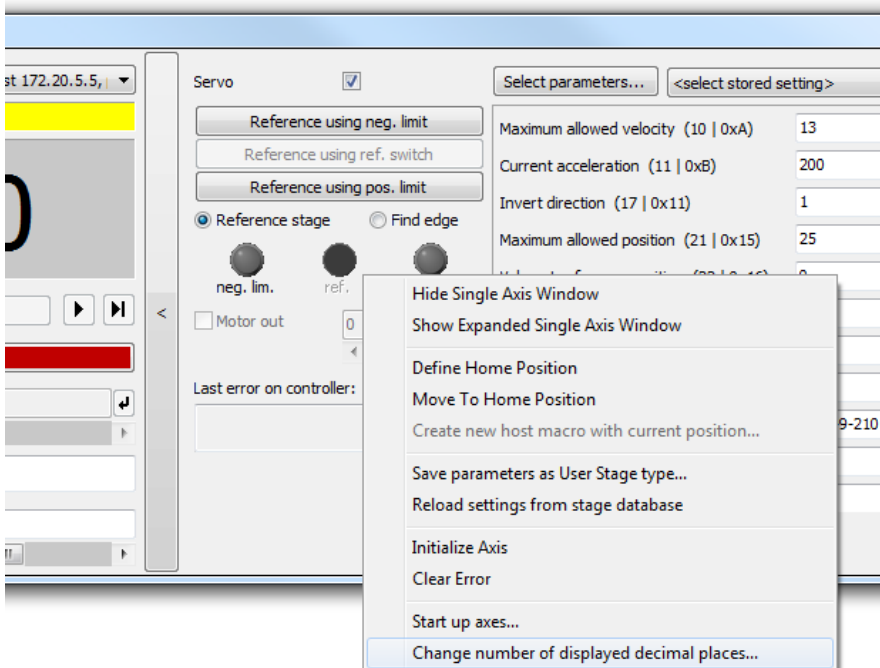 st 172.20.5.5,
0
<
Servo
Reference using neg. limit
Reference using ref. switch
Reference using pos. limit
Reference stage
Find edge
neg. lim.
ref.
Motor out
0
Last error on controller:
Select parameters...
<select stored setting>
Maximum allowed velocity (10 | 0xA)
13
Current acceleration (11 | 0xB)
200
Invert direction (17 | 0x11)
1
Maximum allowed position (21 | 0x15)
25
9-210
Hide Single Axis Window
Show Expanded Single Axis Window
Define Home Position
Move To Home Position
Create new host macro with current position...
Save parameters as User Stage type...
Reload settings from stage database
Initialize Axis
Clear Error
Start up axes...
Change number of displayed decimal places...